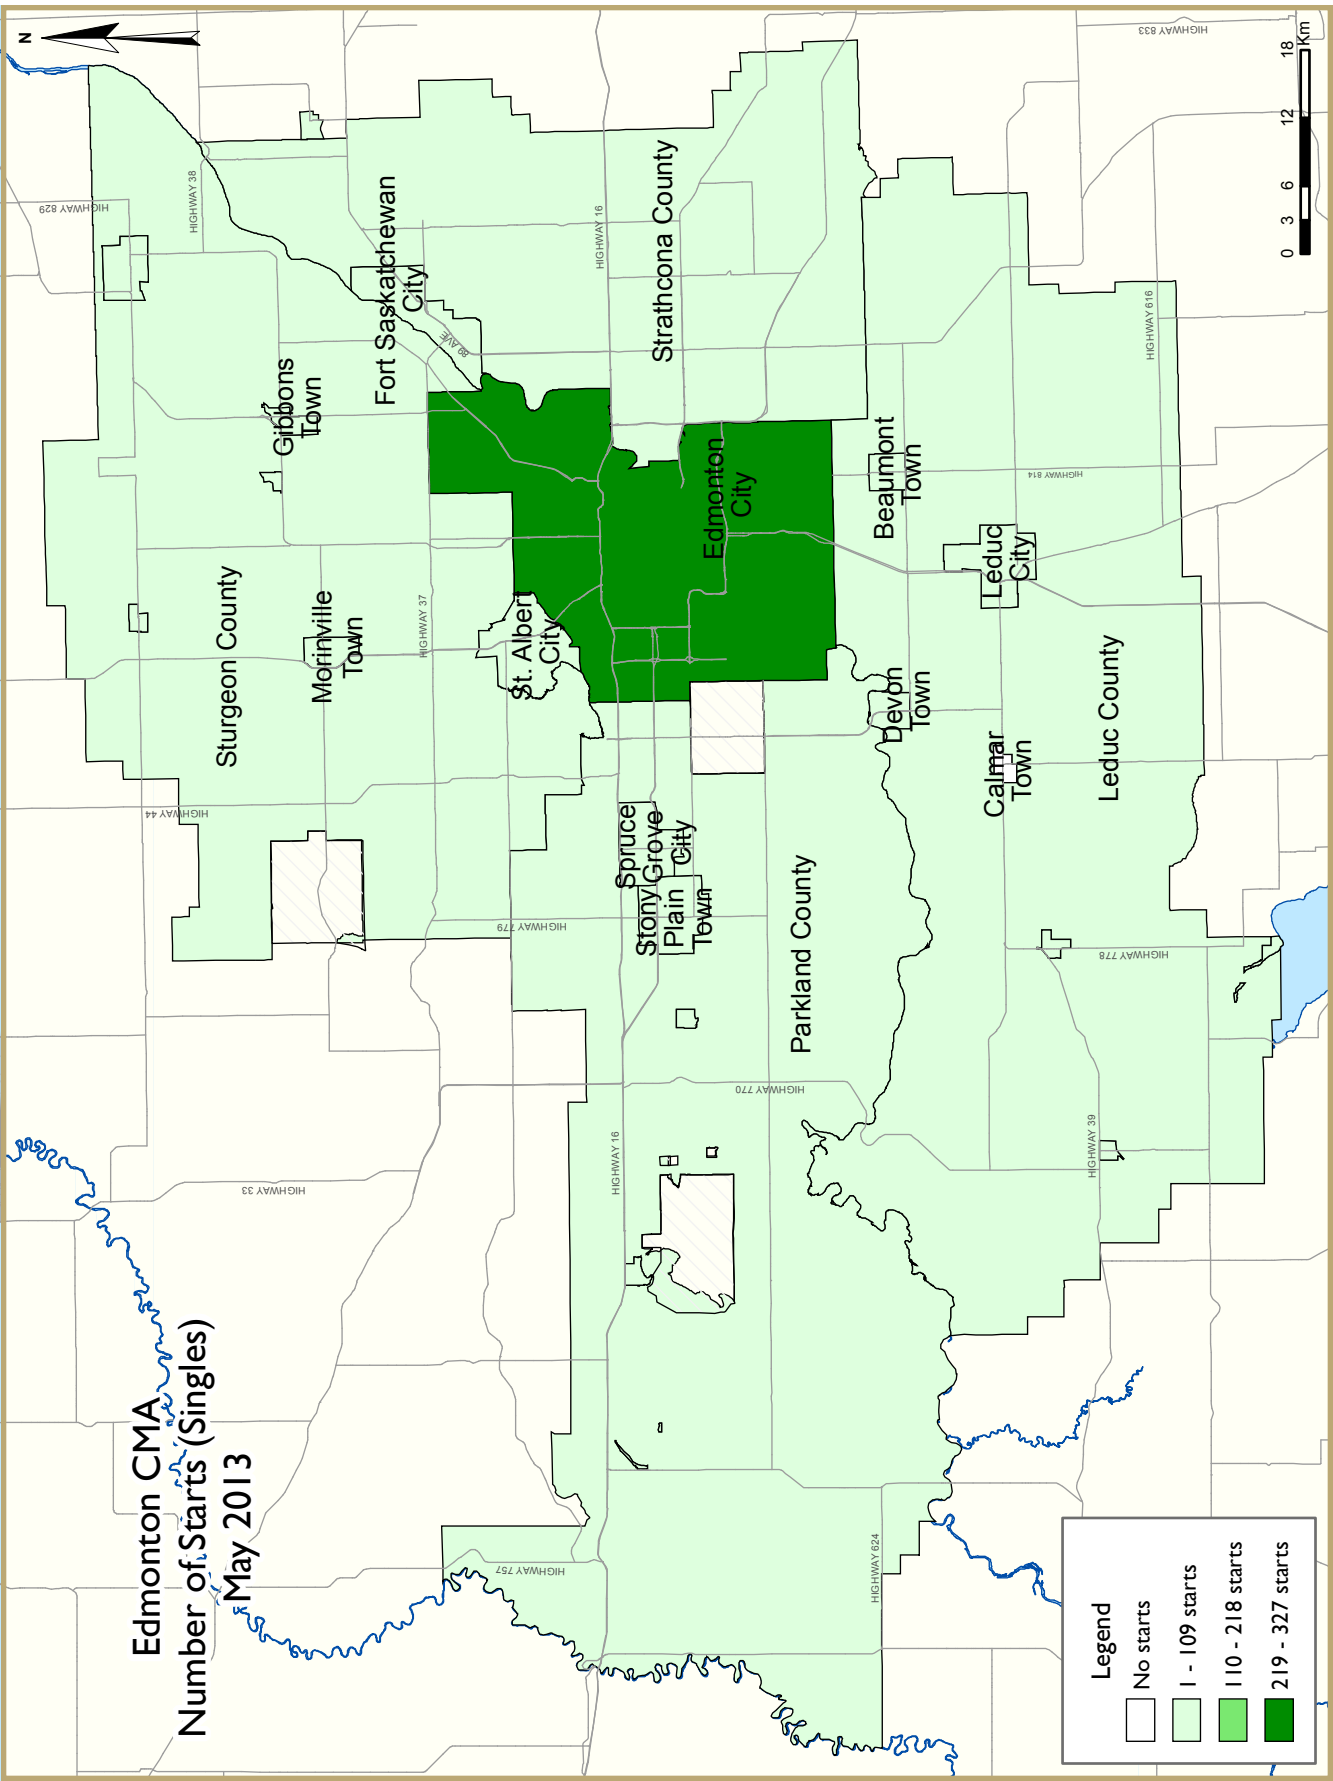 Edmonton CMA
Number of Starts (Singles)
May 2013
N
HIGHWAY 829
HIGHWAY 38
HIGHWAY 833
Gibbons
Town
Fort Saskatchewan
City
89 AVE
HIGHWAY 16
Strathcona County
Sturgeon County
Morinville
Town
HIGHWAY 37
St. Albert
City
Edmonton
City
Beaumont
Town
HIGHWAY 814
HIGHWAY 616
Leduc
City
HIGHWAY 44
HIGHWAY 779
Spruce
Grove
City
Stony
Plain
Town
Parkland County
Devon
Town
Calmar
Town
Leduc County
HIGHWAY 778
HIGHWAY 770
HIGHWAY 33
HIGHWAY 16
HIGHWAY 39
HIGHWAY 757
HIGHWAY 624
Legend
No starts
1 - 109 starts
110 - 218 starts
219 - 327 starts
0 3 6 12 18
Km